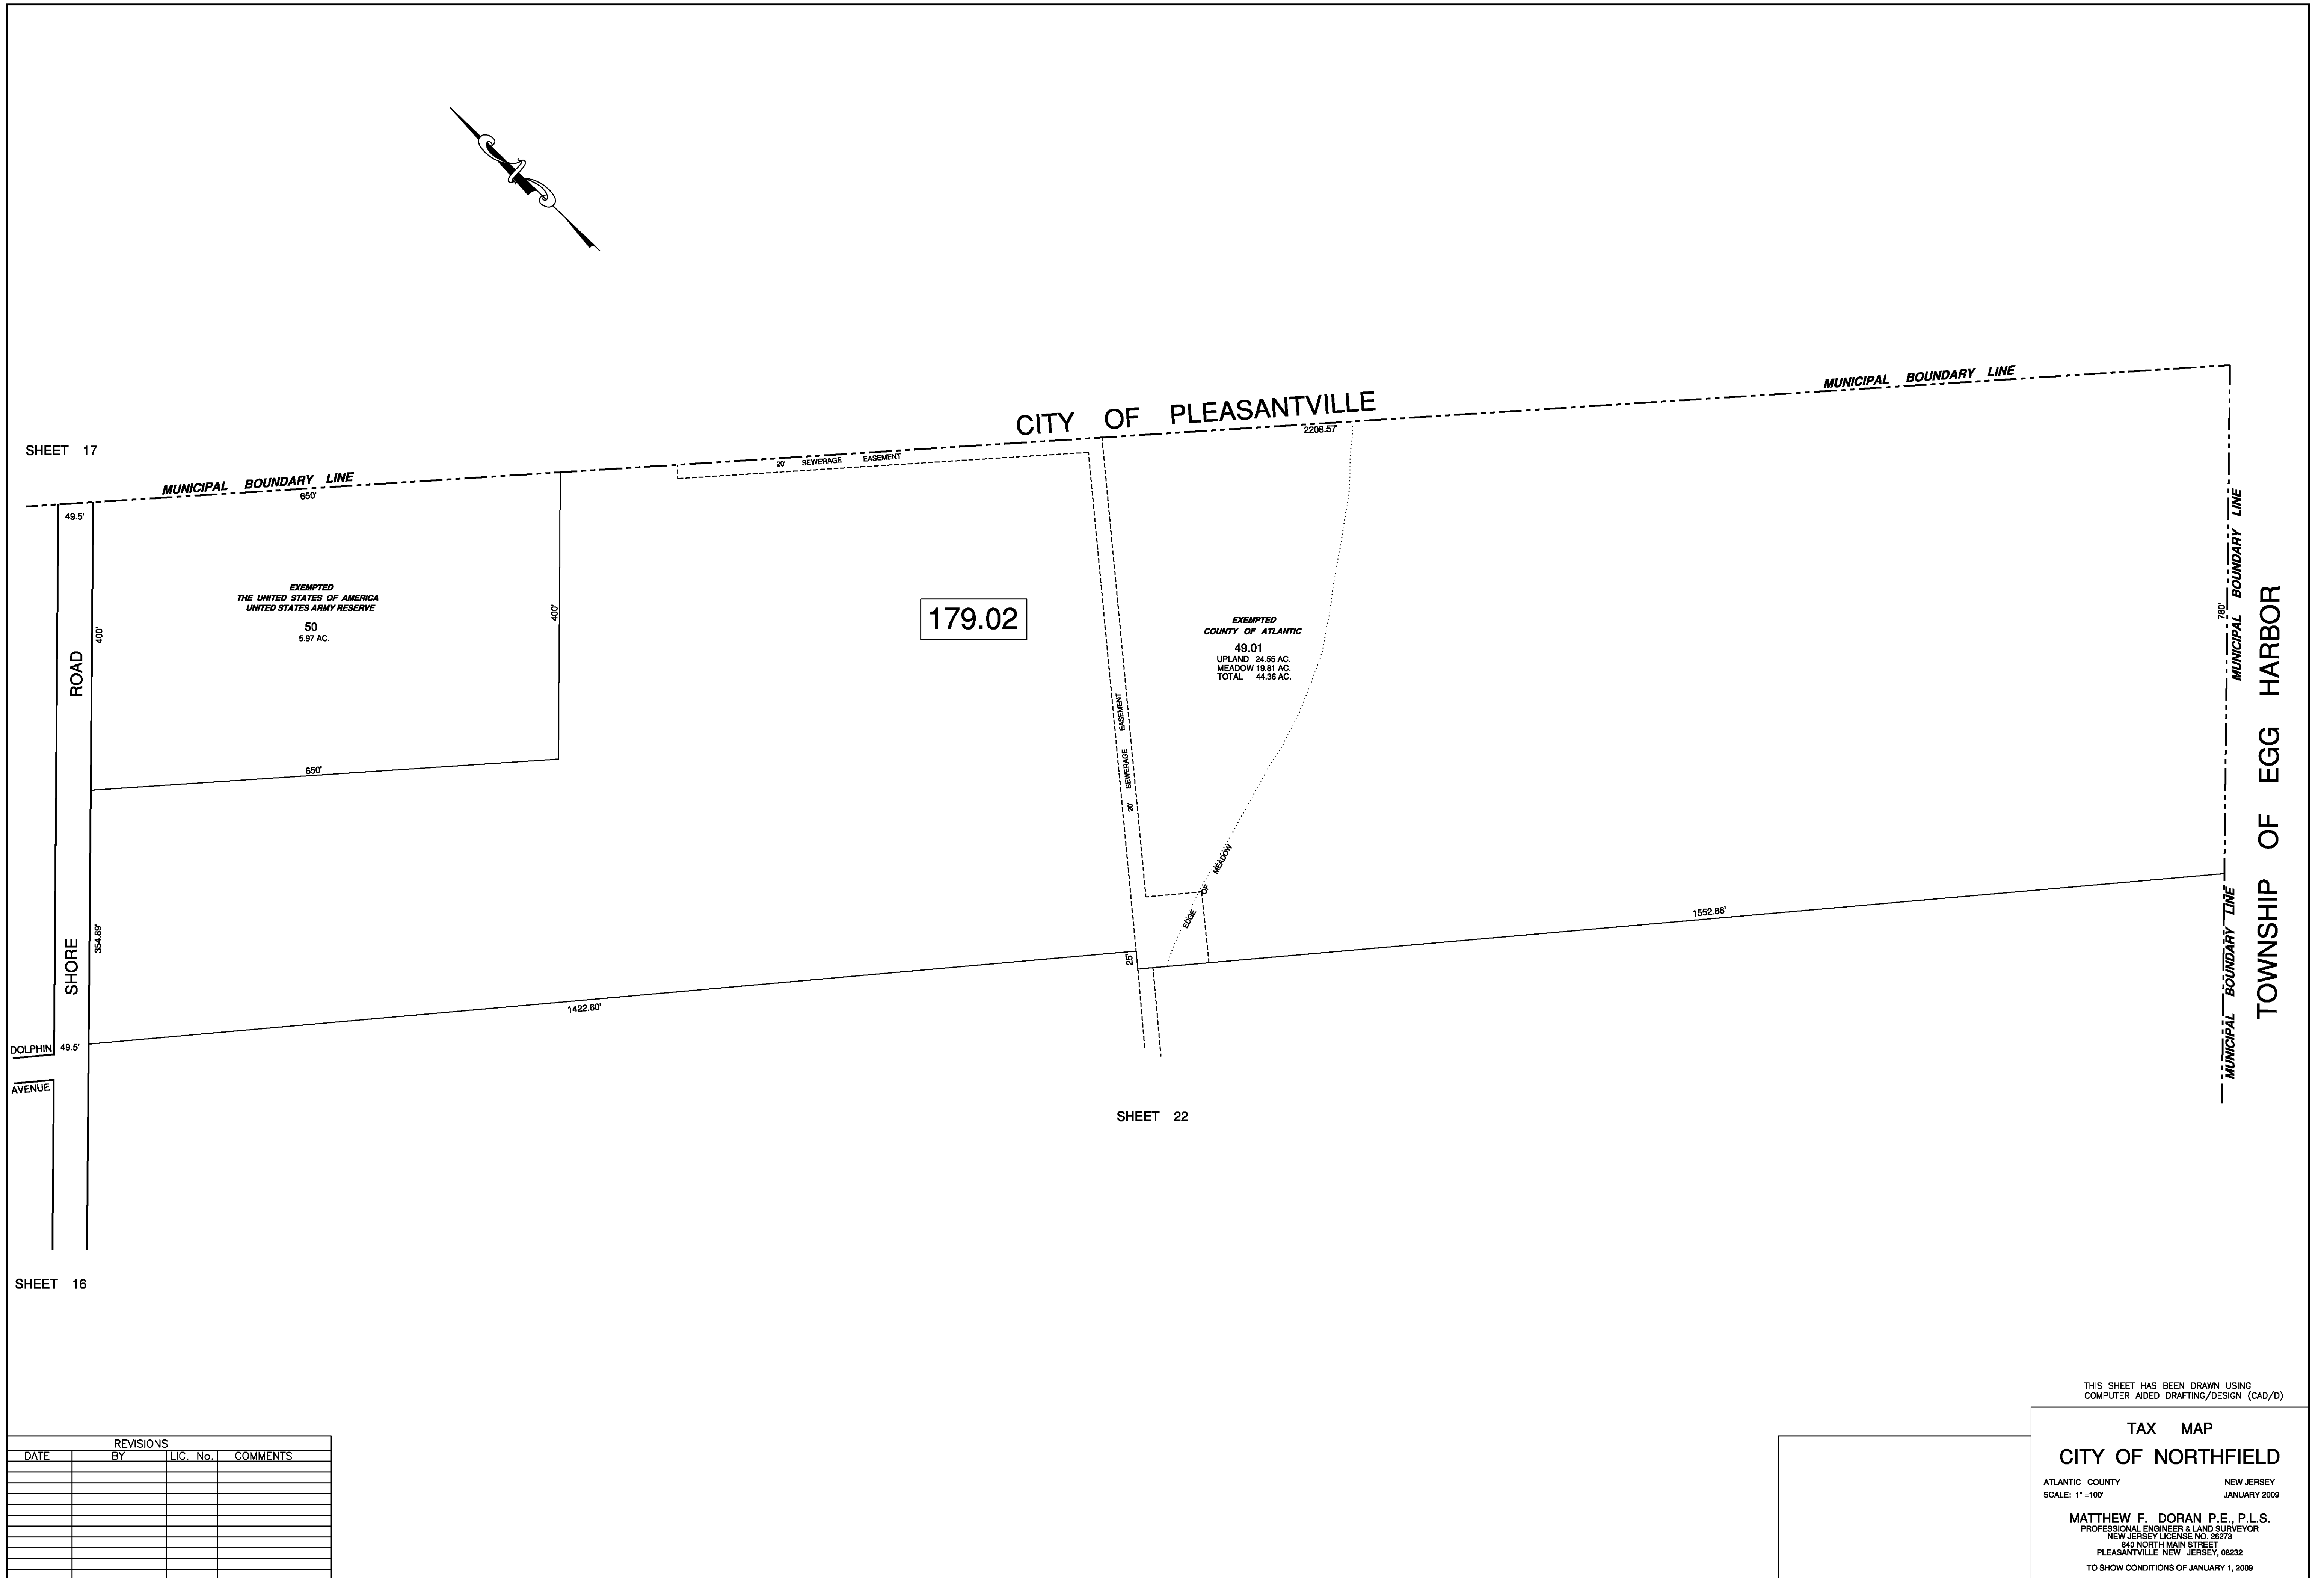 CITY OF PLEASANTVILLE
MUNICIPAL BOUNDARY LINE
2208.57'
SHEET 17
MUNICIPAL BOUNDARY LINE
650'
20' SEWERAGE EASEMENT
49.5'
EXEMPTED
THE UNITED STATES OF AMERICA
UNITED STATES ARMY RESERVE
50
5.97 AC.
400'
400'
650'
179.02
EXEMPTED
COUNTY OF ATLANTIC
49.01
UPLAND 24.55 AC.
MEADOW 19.81 AC.
TOTAL 44.36 AC.
20' SEWERAGE EASEMENT
EDGE OF MEADOW
780'
MUNICIPAL BOUNDARY LINE
MUNICIPAL BOUNDARY LINE
TOWNSHIP OF EGG HARBOR
SHORE ROAD
354.89'
25'
1552.86'
1422.60'
DOLPHIN
49.5'
AVENUE
SHEET 22
SHEET 16
THIS SHEET HAS BEEN DRAWN USING
COMPUTER AIDED DRAFTING/DESIGN (CAD/D)
REVISIONS
DATE BY LIC. No. COMMENTS
TAX MAP
CITY OF NORTHFIELD
ATLANTIC COUNTY NEW JERSEY
SCALE: 1" =100' JANUARY 2009
MATTHEW F. DORAN P.E., P.L.S.
PROFESSIONAL ENGINEER & LAND SURVEYOR
NEW JERSEY LICENSE NO. 26273
840 NORTH MAIN STREET
PLEASANTVILLE NEW JERSEY, 08232
TO SHOW CONDITIONS OF JANUARY 1, 2009